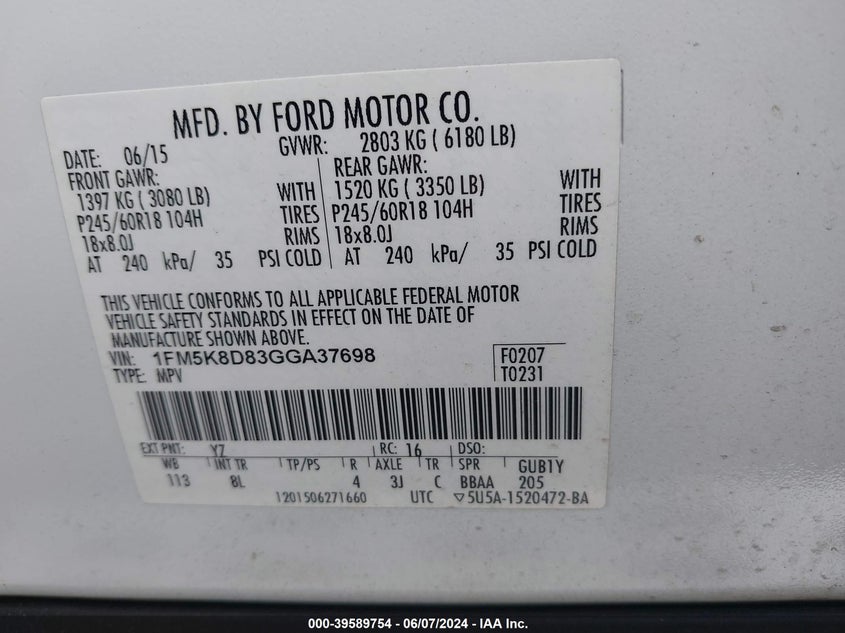 MFD. BY FORD MOTOR CO.
DATE: 06/15 GVWR: 2803 KG ( 6180 LB)
FRONT GAWR: REAR GAWR:
1397 KG ( 3080 LB) WITH 1520 KG ( 3350 LB) WITH
P245/60R18 104H TIRES P245/60R18 104H TIRES
18x8.0J RIMS 18x8.0J RIMS
AT 240 kPa/ 35 PSI COLD AT 240 kPa/ 35 PSI COLD
THIS VEHICLE CONFORMS TO ALL APPLICABLE FEDERAL MOTOR
VEHICLE SAFETY STANDARDS IN EFFECT ON THE DATE OF
MANUFACTURE SHOWN ABOVE.
VIN: 1FM5K8D83GGA37698 F0207
TYPE: MPV T0231
EXT PNT: YZ RC: 16 DSO:
WB INT TR TP/PS R AXLE TR SPR GUB1Y
113 8L 4 3J C BBAA 205
1201506271660 UTC ▽5U5A-1520472-BA
000-39589754 - 06/07/2024 - IAA Inc.